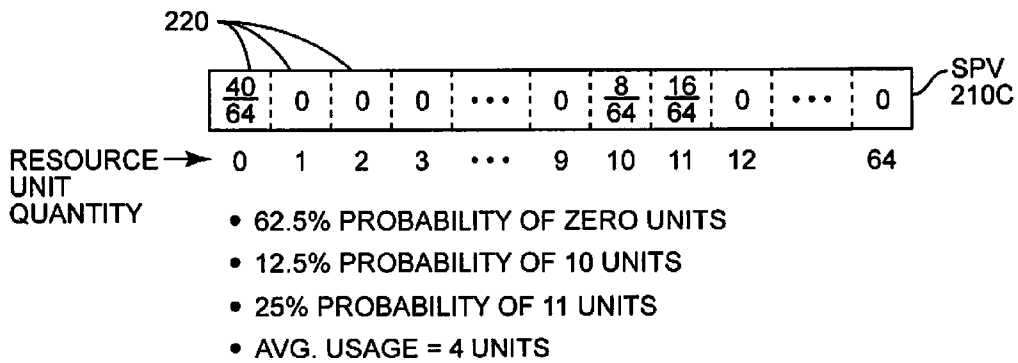 220
40/64 0 0 0 ••• 0 8/64 16/64 0 ••• 0
SPV
210C
RESOURCE UNIT QUANTITY → 0 1 2 3 ••• 9 10 11 12 64
• 62.5% PROBABILITY OF ZERO UNITS
• 12.5% PROBABILITY OF 10 UNITS
• 25% PROBABILITY OF 11 UNITS
• AVG. USAGE = 4 UNITS